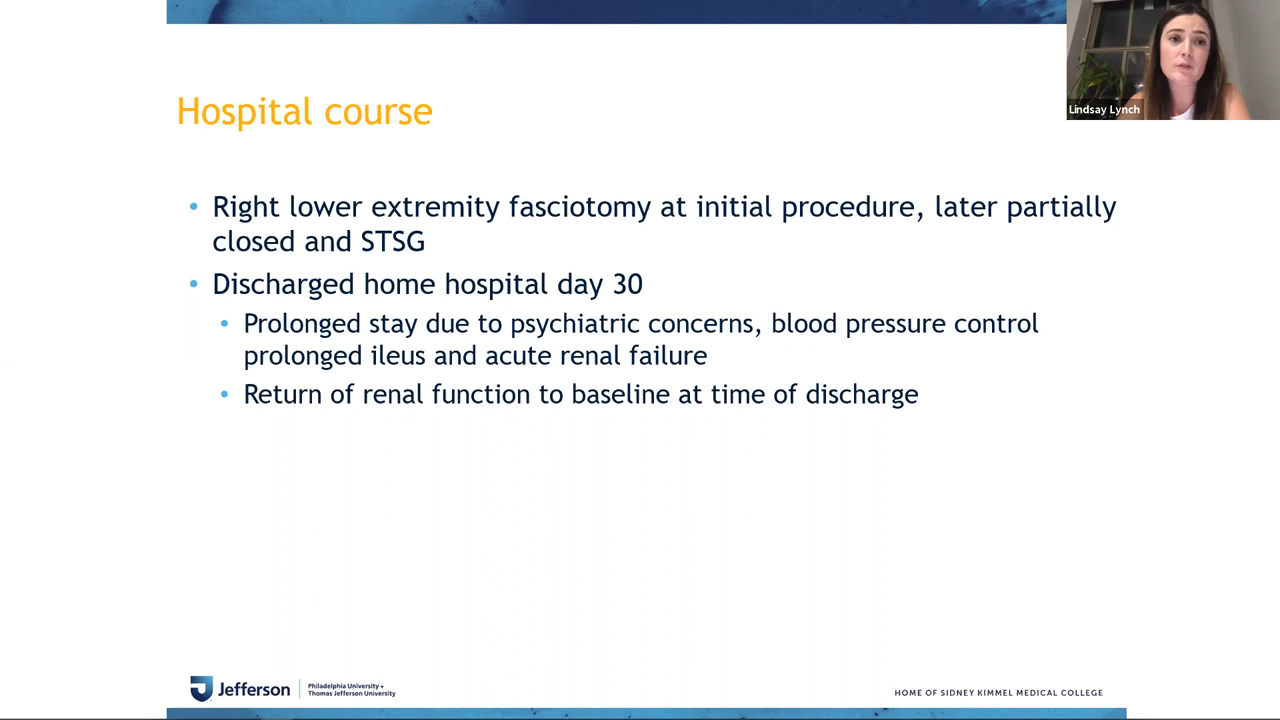 Lindsay Lynch
Hospital course
• Right lower extremity fasciotomy at initial procedure, later partially
closed and STSG
• Discharged home hospital day 30
• Prolonged stay due to psychiatric concerns, blood pressure control
prolonged ileus and acute renal failure
• Return of renal function to baseline at time of discharge
Jefferson
Philadelphia University +
Thomas Jefferson University
HOME OF SIDNEY KIMMEL MEDICAL COLLEGE